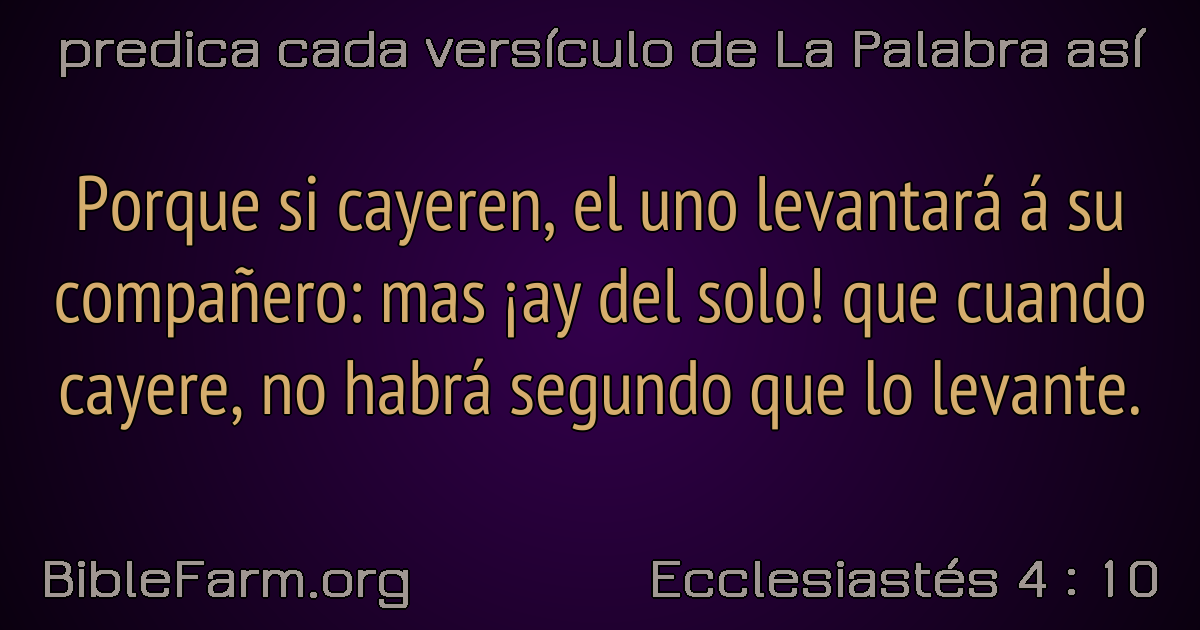 predica cada versículo de La Palabra así
Porque si cayeren, el uno levantará á su
compañero: mas ¡ay del solo! que cuando
cayere, no habrá segundo que lo levante.
BibleFarm.org
Ecclesiastés 4 : 10